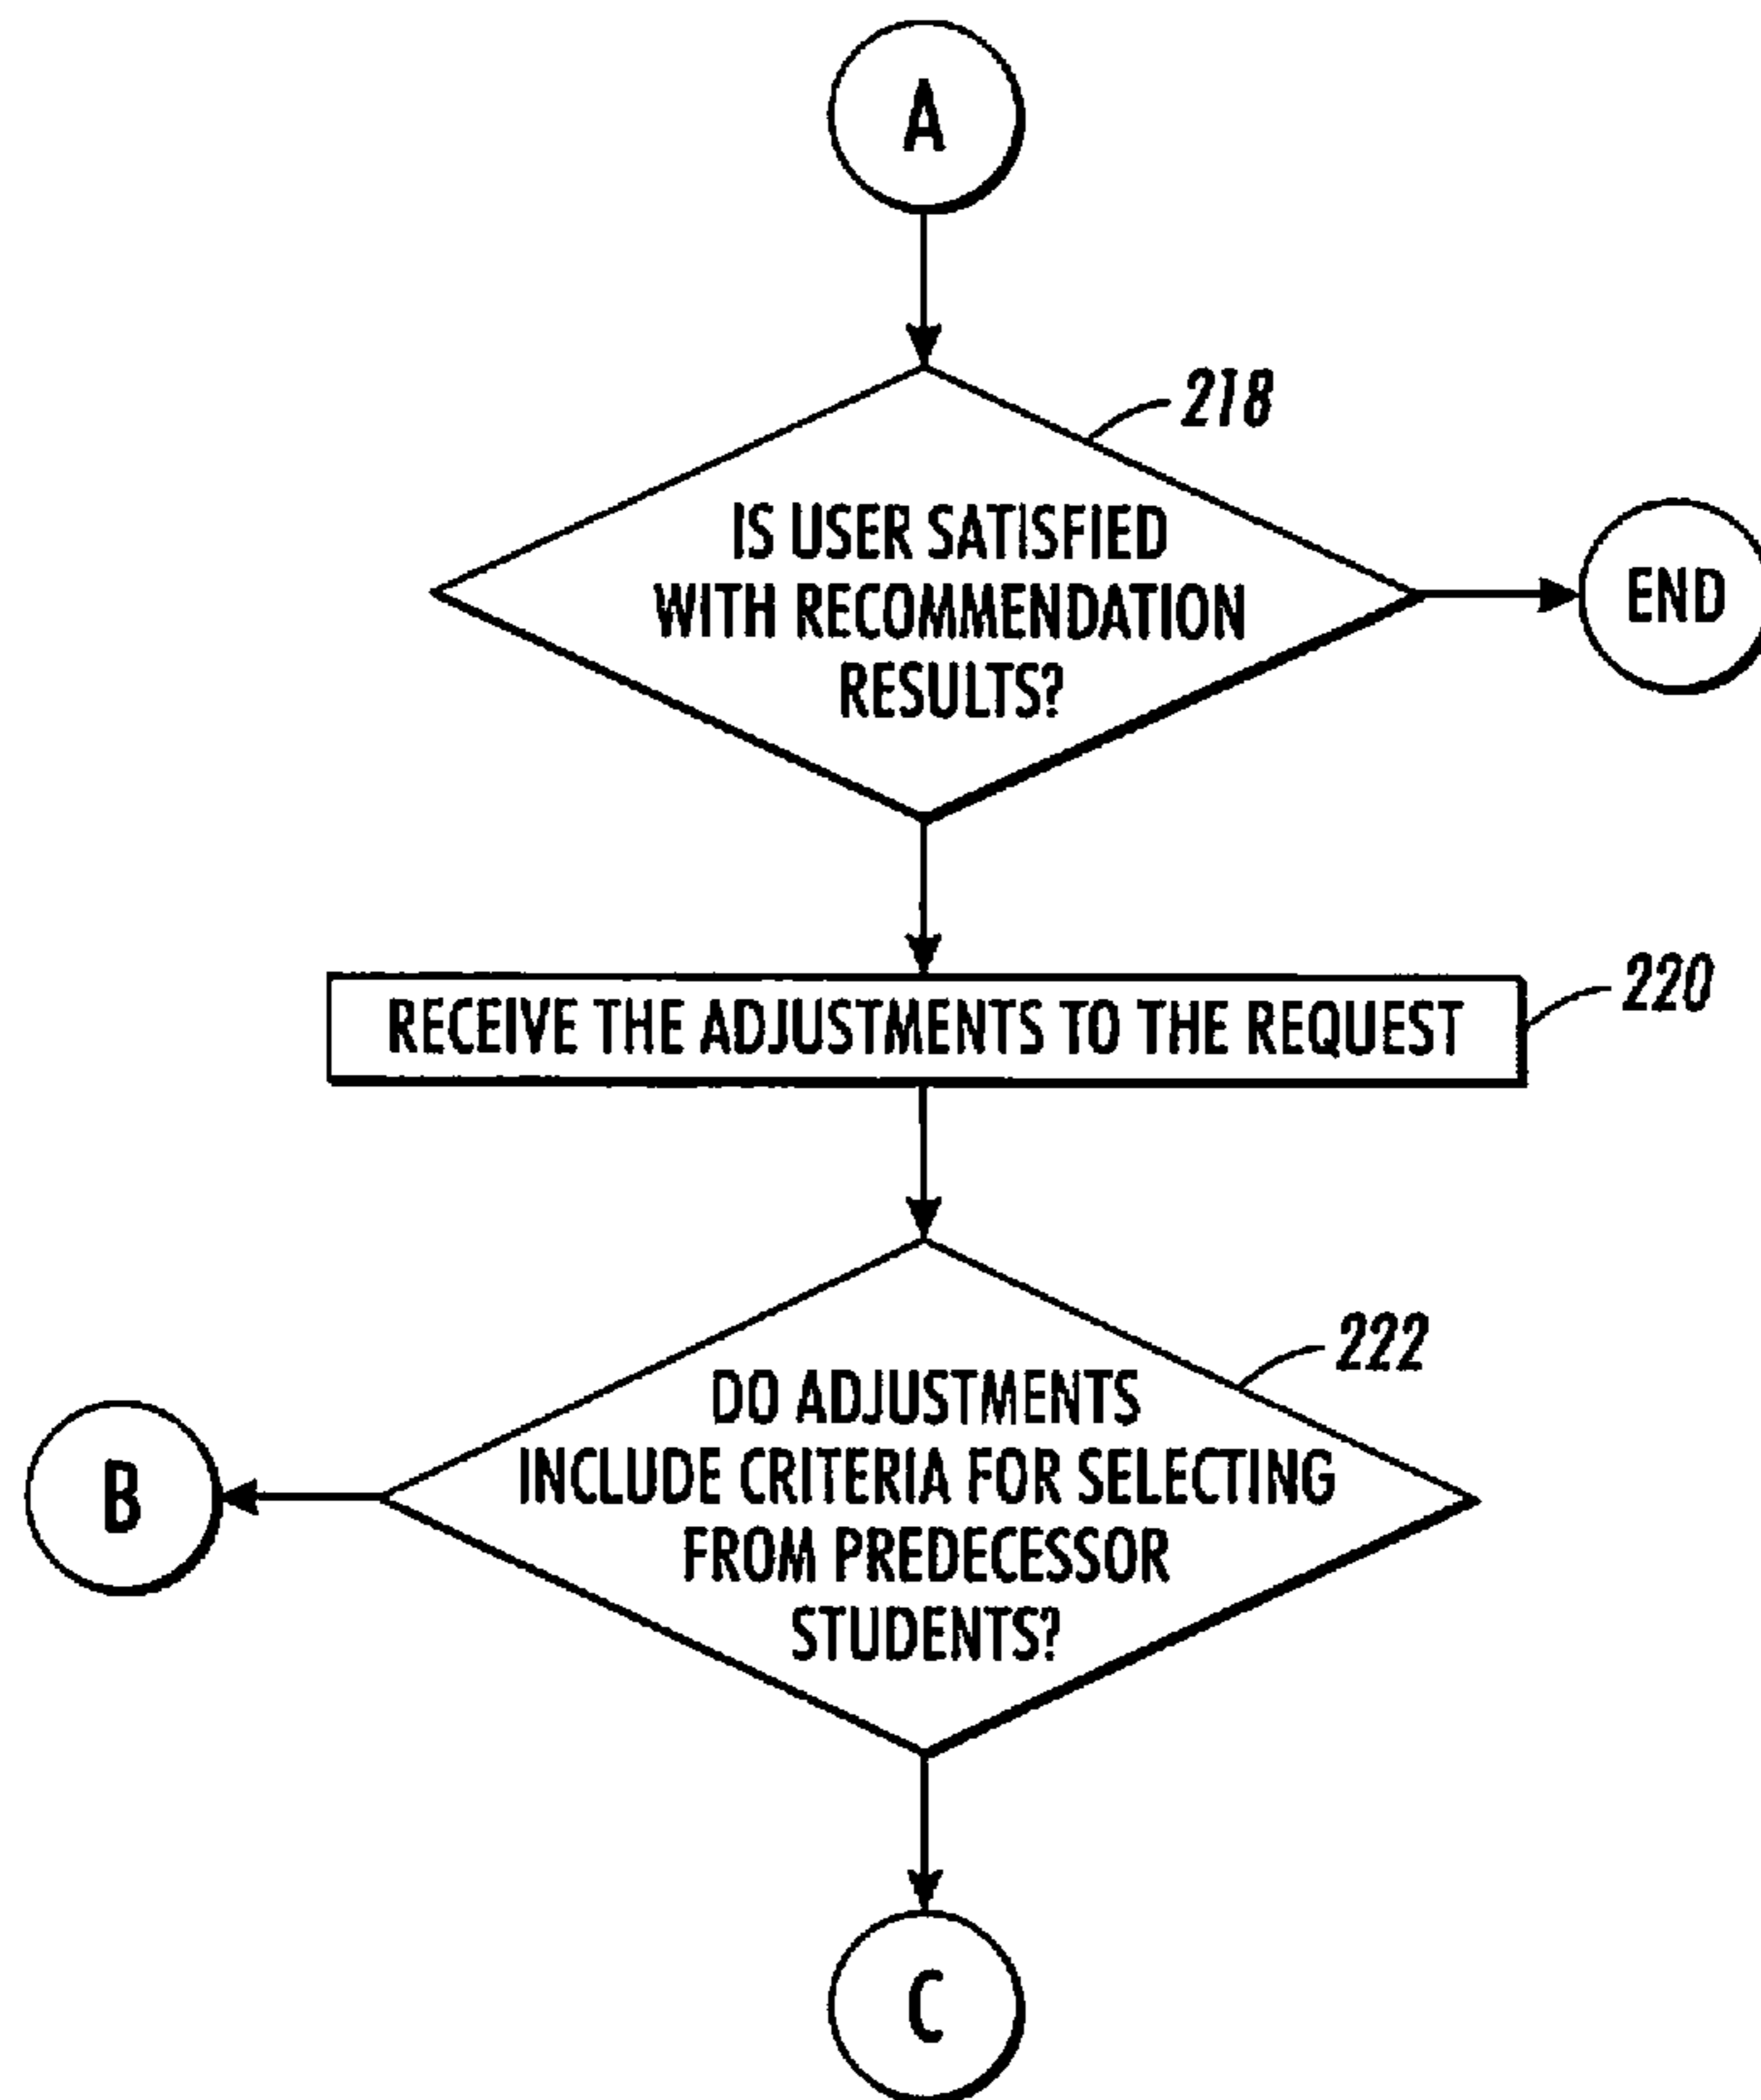 A
218
IS USER SATISFIED
WITH RECOMMENDATION
RESULTS?
END
220
RECEIVE THE ADJUSTMENTS TO THE REQUEST
222
DO ADJUSTMENTS
INCLUDE CRITERIA FOR SELECTING
FROM PREDECESSOR
STUDENTS?
B
C